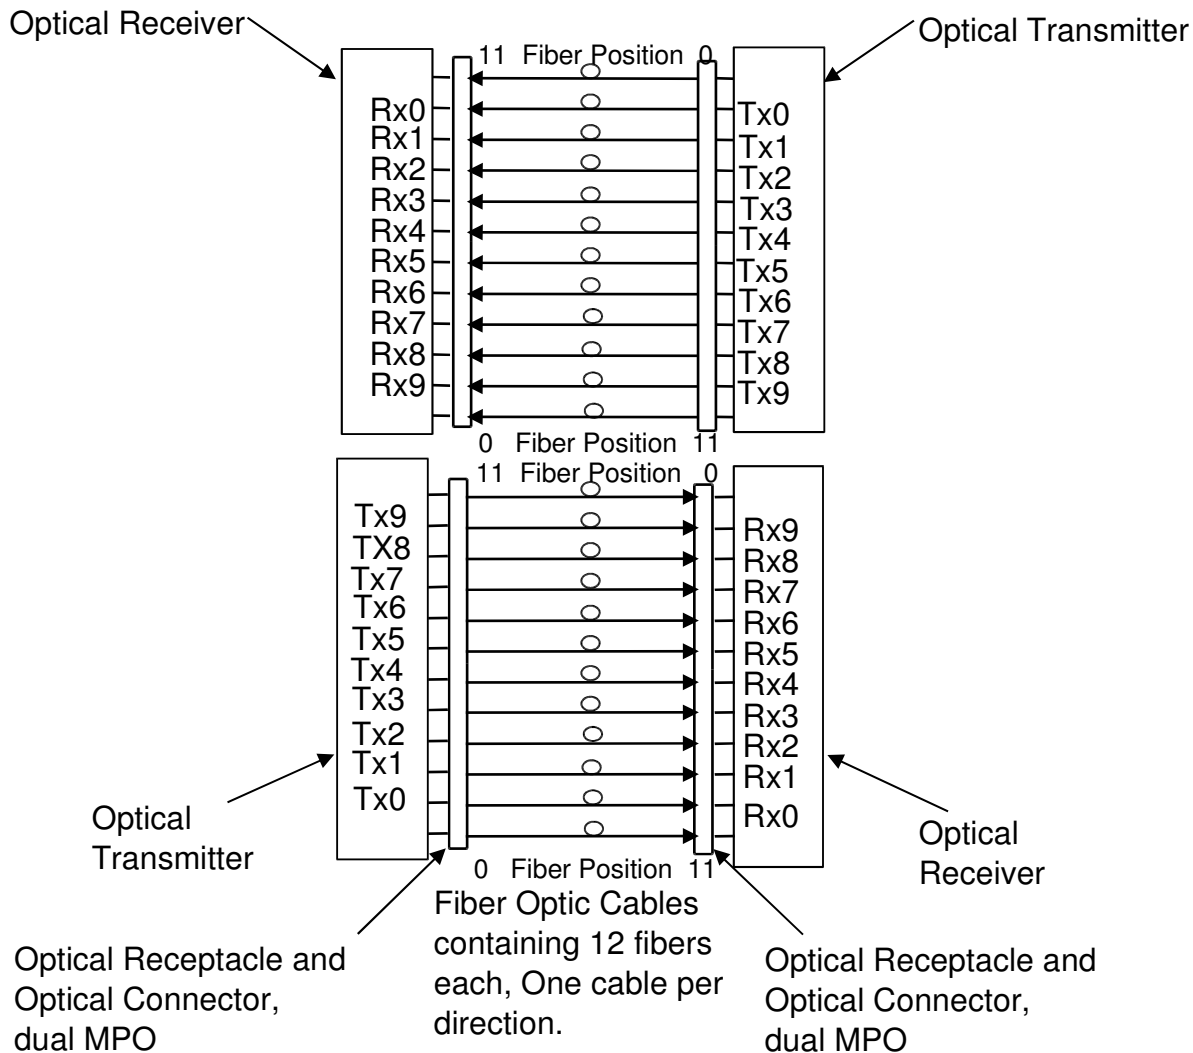 Optical Receiver
Optical Transmitter
11 Fiber Position 0
Rx0
Rx1
Rx2
Rx3
Rx4
Rx5
Rx6
Rx7
Rx8
Rx9
Tx0
Tx1
Tx2
Tx3
Tx4
Tx5
Tx6
Tx7
Tx8
Tx9
0 Fiber Position 11
11 Fiber Position 0
Tx9
TX8
Tx7
Tx6
Tx5
Tx4
Tx3
Tx2
Tx1
Tx0
Rx9
Rx8
Rx7
Rx6
Rx5
Rx4
Rx3
Rx2
Rx1
Rx0
Optical
Transmitter
Optical
Receiver
0 Fiber Position 11
Fiber Optic Cables
containing 12 fibers
each, One cable per
direction.
Optical Receptacle and
Optical Connector,
dual MPO
Optical Receptacle and
Optical Connector,
dual MPO